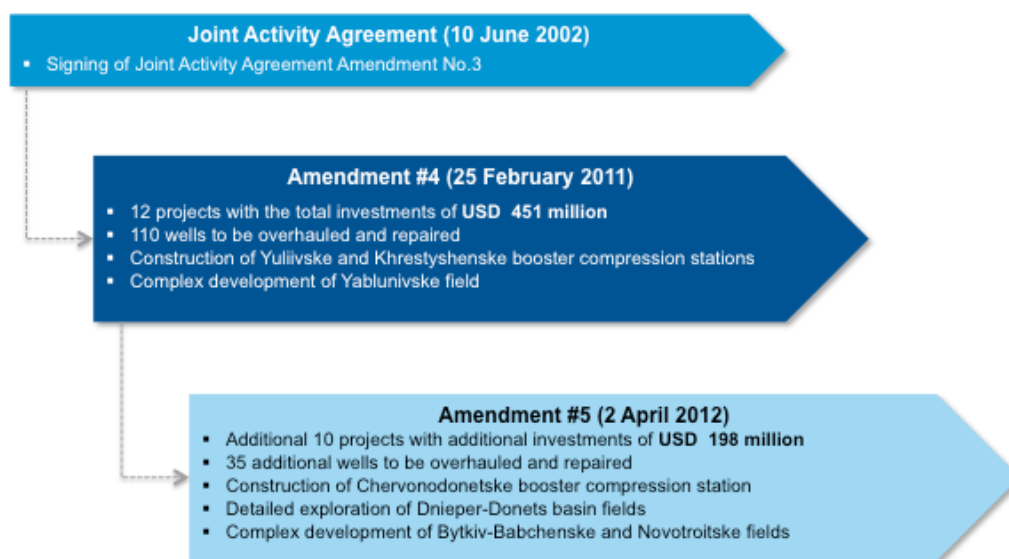 Joint Activity Agreement (10 June 2002)
▪ Signing of Joint Activity Agreement Amendment No.3
Amendment #4 (25 February 2011)
▪ 12 projects with the total investments of USD 451 million
▪ 110 wells to be overhauled and repaired
▪ Construction of Yuliivske and Khrestyshenske booster compression stations
▪ Complex development of Yablunivske field
Amendment #5 (2 April 2012)
▪ Additional 10 projects with additional investments of USD 198 million
▪ 35 additional wells to be overhauled and repaired
▪ Construction of Chervonodonetske booster compression station
▪ Detailed exploration of Dnieper-Donets basin fields
▪ Complex development of Bytkiv-Babchenske and Novotroitske fields